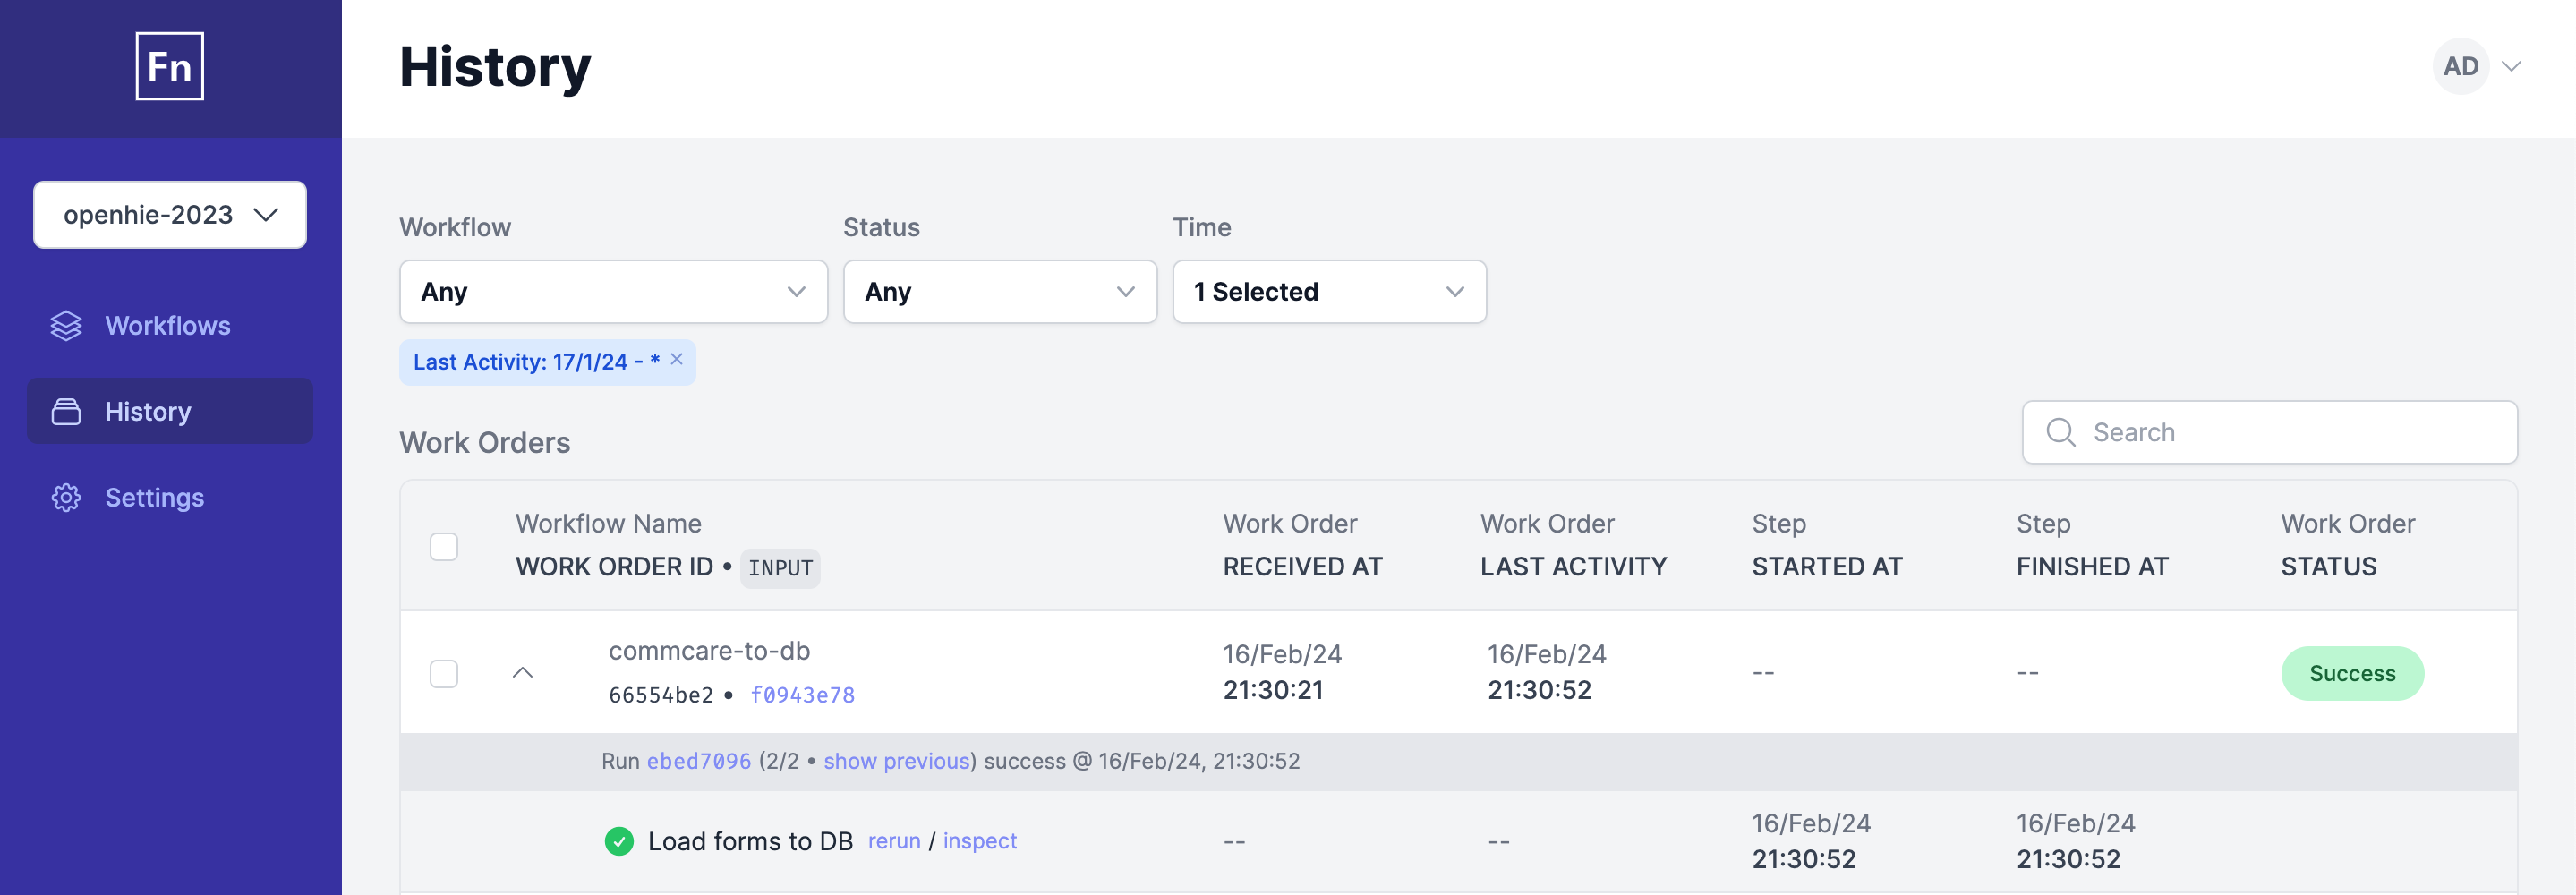 Fn
History
AD
openhie-2023
Workflows
History
Settings
Workflow Status Time
Any Any 1 Selected
Last Activity: 17/1/24 - * ×
Work Orders
Search
Workflow Name Work Order Work Order Step Step Work Order
WORK ORDER ID • INPUT RECEIVED AT LAST ACTIVITY STARTED AT FINISHED AT STATUS
commcare-to-db 16/Feb/24 16/Feb/24 -- -- Success
66554be2 • f0943e78 21:30:21 21:30:52
Run ebed7096 (2/2 • show previous) success @ 16/Feb/24, 21:30:52
Load forms to DB rerun / inspect -- -- 16/Feb/24 16/Feb/24
21:30:52 21:30:52